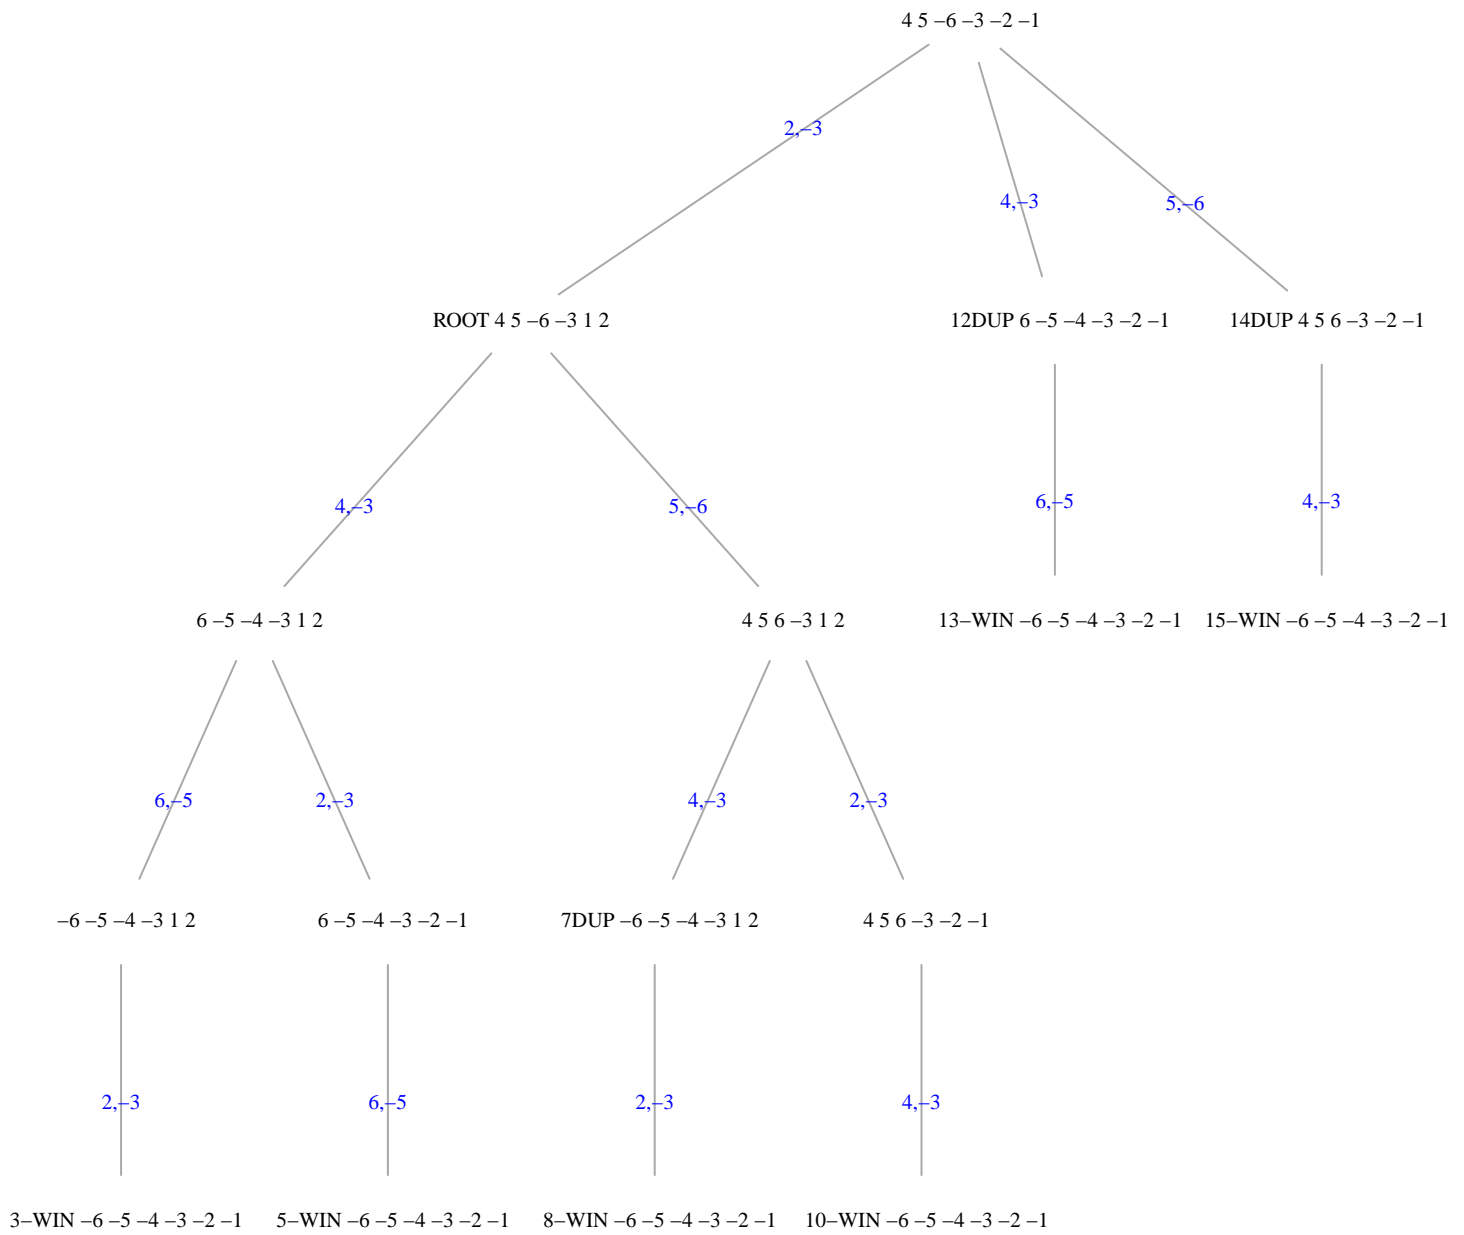 4 5 −6 −3 −2 −1
2,−3
4,−3
5,−6
ROOT 4 5 −6 −3 1 2
12DUP 6 −5 −4 −3 −2 −1
14DUP 4 5 6 −3 −2 −1
4,−3
5,−6
6,−5
4,−3
6 −5 −4 −3 1 2
4 5 6 −3 1 2
13−WIN −6 −5 −4 −3 −2 −1
15−WIN −6 −5 −4 −3 −2 −1
6,−5
2,−3
4,−3
2,−3
−6 −5 −4 −3 1 2
6 −5 −4 −3 −2 −1
7DUP −6 −5 −4 −3 1 2
4 5 6 −3 −2 −1
2,−3
6,−5
2,−3
4,−3
3−WIN −6 −5 −4 −3 −2 −1
5−WIN −6 −5 −4 −3 −2 −1
8−WIN −6 −5 −4 −3 −2 −1
10−WIN −6 −5 −4 −3 −2 −1